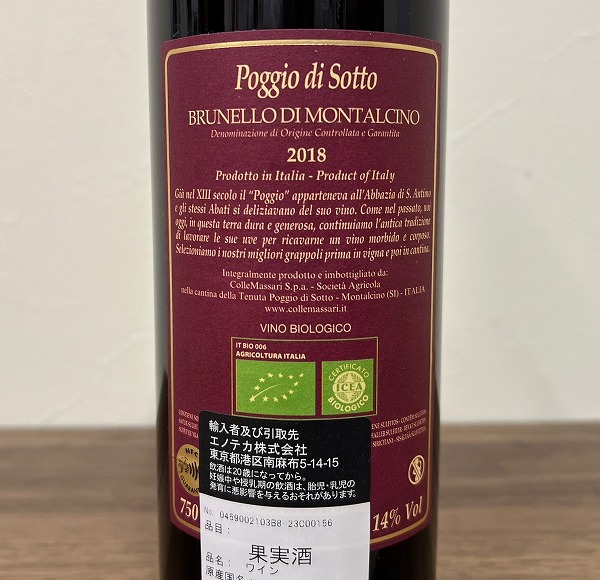 Poggio di Sotto
BRUNELLO DI MONTALCINO
Denominazione di Origine Controllata e Garantita
2018
Prodotto in Italia - Product of Italy
Già nel XIII secolo il "Poggio" apparteneva all'Abbazia di S. Antimo
e gli stessi Abati si deliziavano del suo vino. Come nel passato, noi
oggi, in questa terra dura e generosa, continuiamo l'antica tradizione
di lavorare le sue uve per ricavarne un vino morbido e corposo.
Selezioniamo i nostri migliori grappoli prima in vigna e poi in cantina.
Integralmente prodotto e imbottigliato da:
ColleMassari S.p.a. - Società Agricola
nella cantina della Tenuta Poggio di Sotto - Montalcino (SI) - ITALIA
www.collemassari.it
VINO BIOLOGICO
IT BIO 006
AGRICOLTURA ITALIA
CERTIFICATO
ICEA
BIOLOGICO
輸入者及び引取先
エノテカ株式会社
東京都港区南麻布5-14-15
飲酒は20歳になってから。
妊娠中や授乳期の飲酒は、胎児・乳児の
発育に悪影響を与えるおそれがあります。
NFC
750
14% Vol
No. 0459002103B8-23C00156
品目:
果実酒
品名: ワイン
原産国名